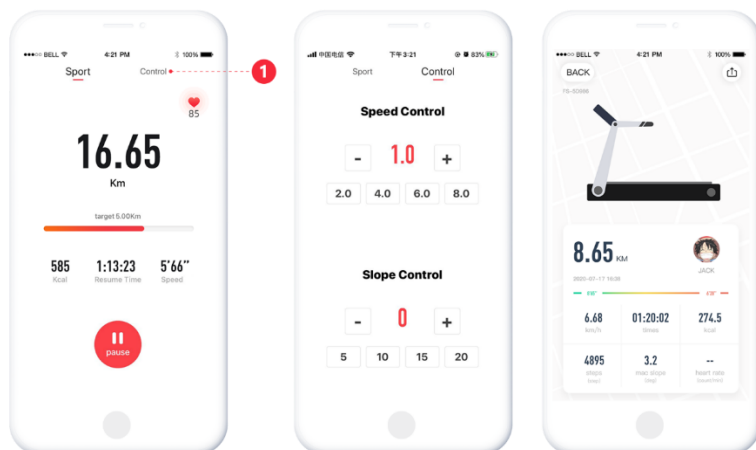 BELL 4:21 PM 100%
Sport Control
1
85
16.65
Km
target 5.00Km
585 1:13:23 5'66"
Kcal Resume Time Speed
pause
中国电信 下午 3:21 83%
Sport Control
Speed Control
- 1.0 +
2.0 4.0 6.0 8.0
Slope Control
- 0 +
5 10 15 20
BELL 4:21 PM 100%
BACK
8.65 KM
JACK
6.68 01:20:02 274.5
km/h times kcal
4895 3.2 --
steps max slope heart rate